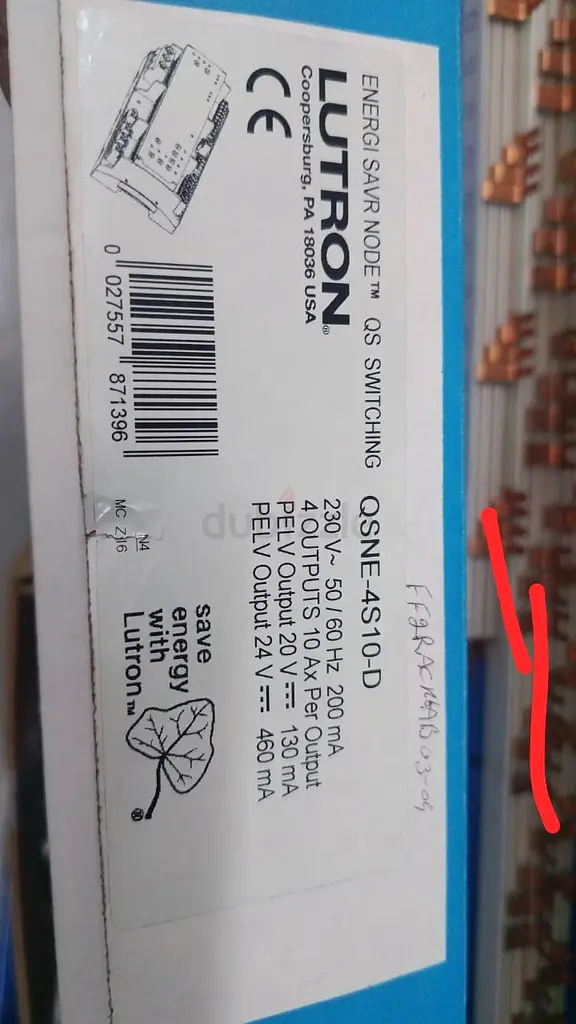 ENERGI SAVR NODE™ QS SWITCHING QSNE-4S10-D
LUTRON®
Coopersburg, PA 18036 USA
CE
230 V~ 50 / 60 Hz 200 mA
4 OUTPUTS 10 Ax Per Output
PELV Output 20 V 130 mA
PELV Output 24 V 460 mA
0 027557 871396
N4
MC
save
energy
with
Lutron™
®